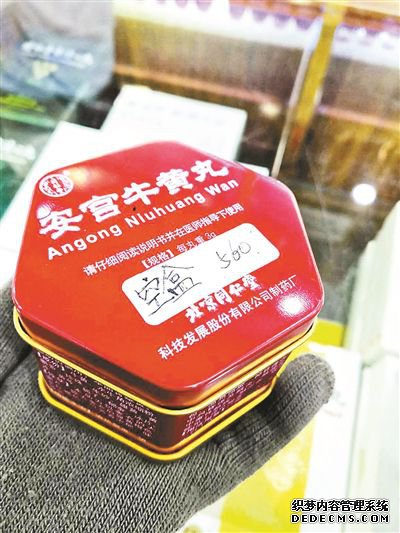 安宫牛黄丸
Angong Niuhuang Wan
请仔细阅读说明书并在医师指导下使用
【规格】每丸重3g
空盒 560.
北京同仁堂
科技发展股份有限公司制药厂
织梦内容管理系统
DEDECMS.COM